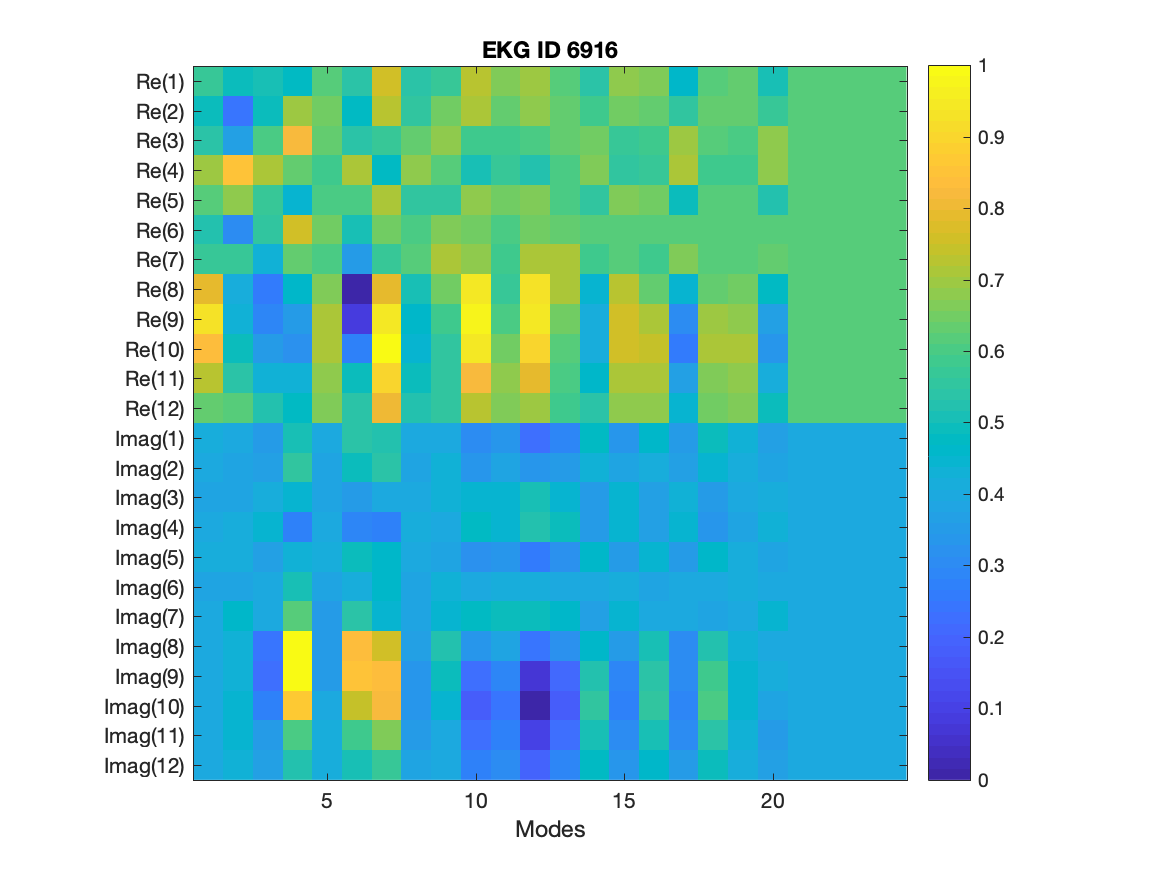 EKG ID 6916
Re(1)
Re(2)
Re(3)
Re(4)
Re(5)
Re(6)
Re(7)
Re(8)
Re(9)
Re(10)
Re(11)
Re(12)
Imag(1)
Imag(2)
Imag(3)
Imag(4)
Imag(5)
Imag(6)
Imag(7)
Imag(8)
Imag(9)
Imag(10)
Imag(11)
Imag(12)
5 10 15 20
Modes
1
0.9
0.8
0.7
0.6
0.5
0.4
0.3
0.2
0.1
0